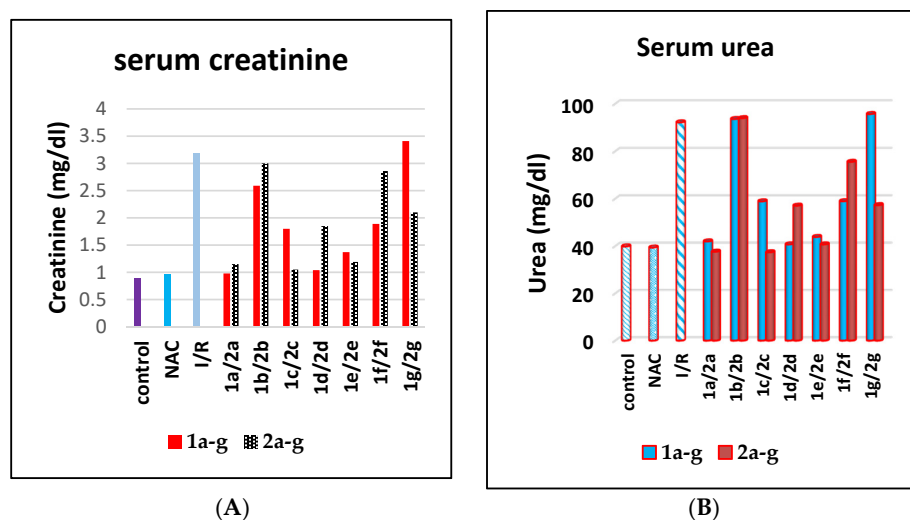 serum creatinine
Creatinine (mg/dl)
4
3.5
3
2.5
2
1.5
1
0.5
0
control
NAC
I/R
1a/2a
1b/2b
1c/2c
1d/2d
1e/2e
1f/2f
1g/2g
1a-g
2a-g
(A)
Serum urea
Urea (mg/dl)
100
80
60
40
20
0
control
NAC
I/R
1a/2a
1b/2b
1c/2c
1d/2d
1e/2e
1f/2f
1g/2g
1a-g
2a-g
(B)